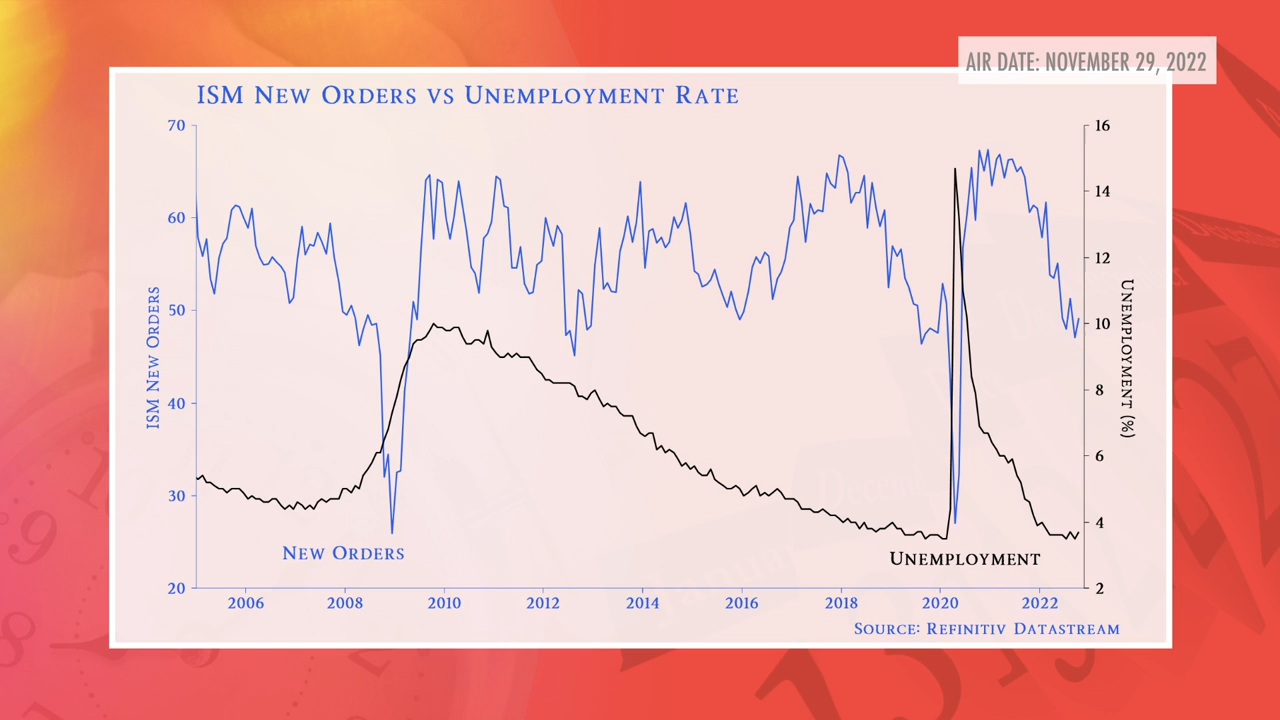 AIR DATE: NOVEMBER 29, 2022
ISM New Orders vs Unemployment Rate
70
60
50
40
30
20
ISM New Orders
16
14
12
10
8
6
4
2
Unemployment (%)
New Orders
Unemployment
2006 2008 2010 2012 2014 2016 2018 2020 2022
Source: Refinitiv Datastream